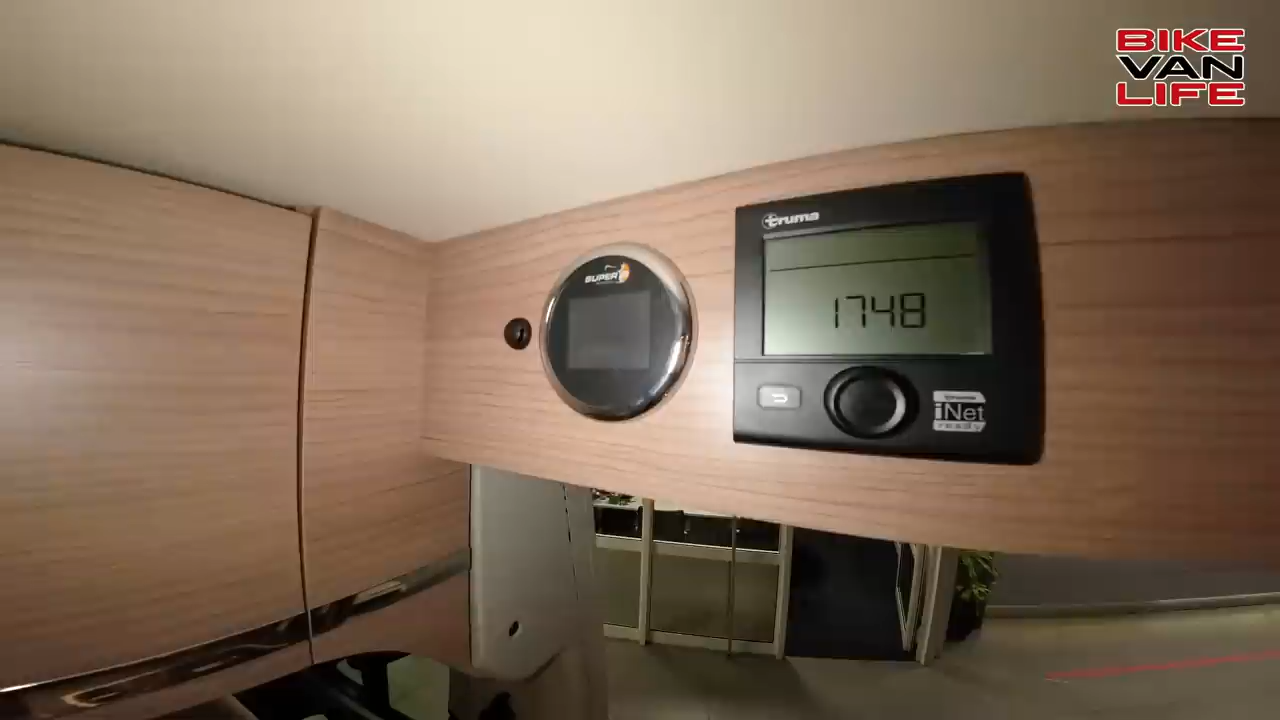 BIKE
VAN
LIFE
truma
SUPER
1748
iNet
ready